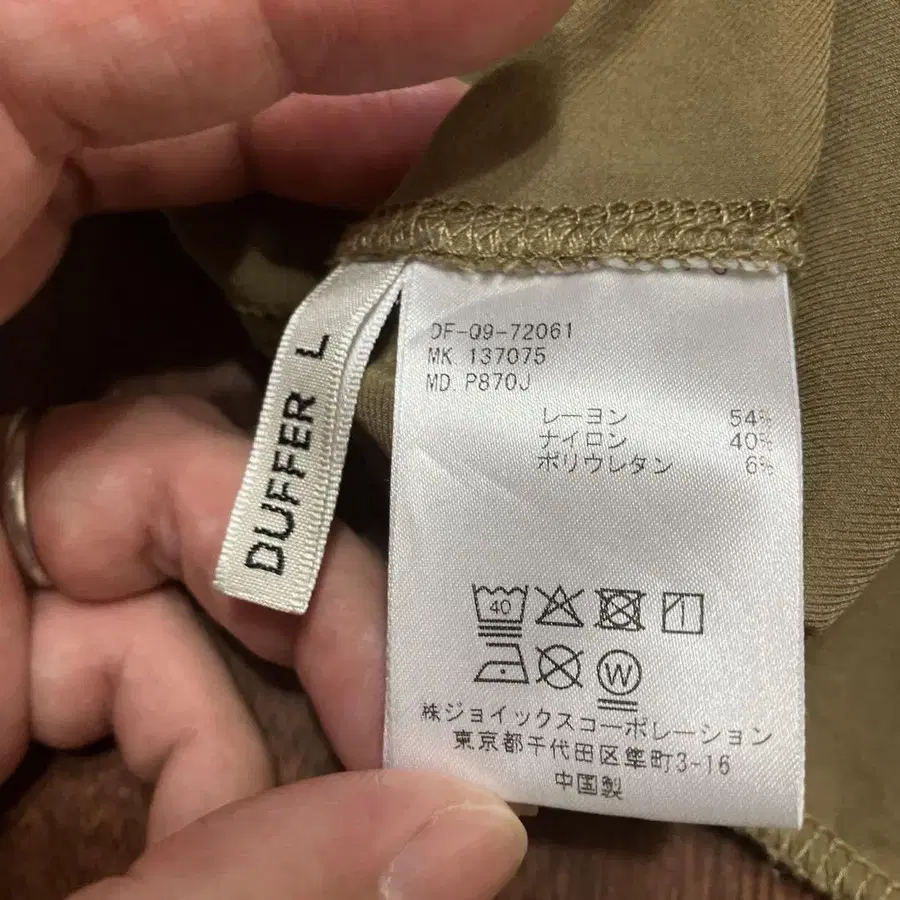 DUFFER L
DF-Q9-72061
MK. 137075
MD. P870J
レーヨン 54%
ナイロン 40%
ポリウレタン 6%
40
W
株ジョイックスコーポレーション
東京都千代田区隼町3-16
中国製